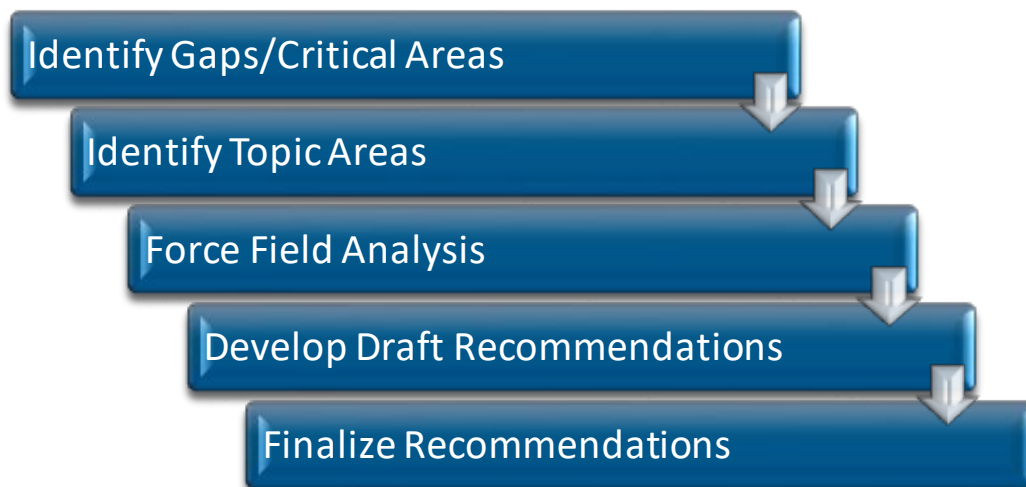 Identify Gaps/Critical Areas
Identify Topic Areas
Force Field Analysis
Develop Draft Recommendations
Finalize Recommendations